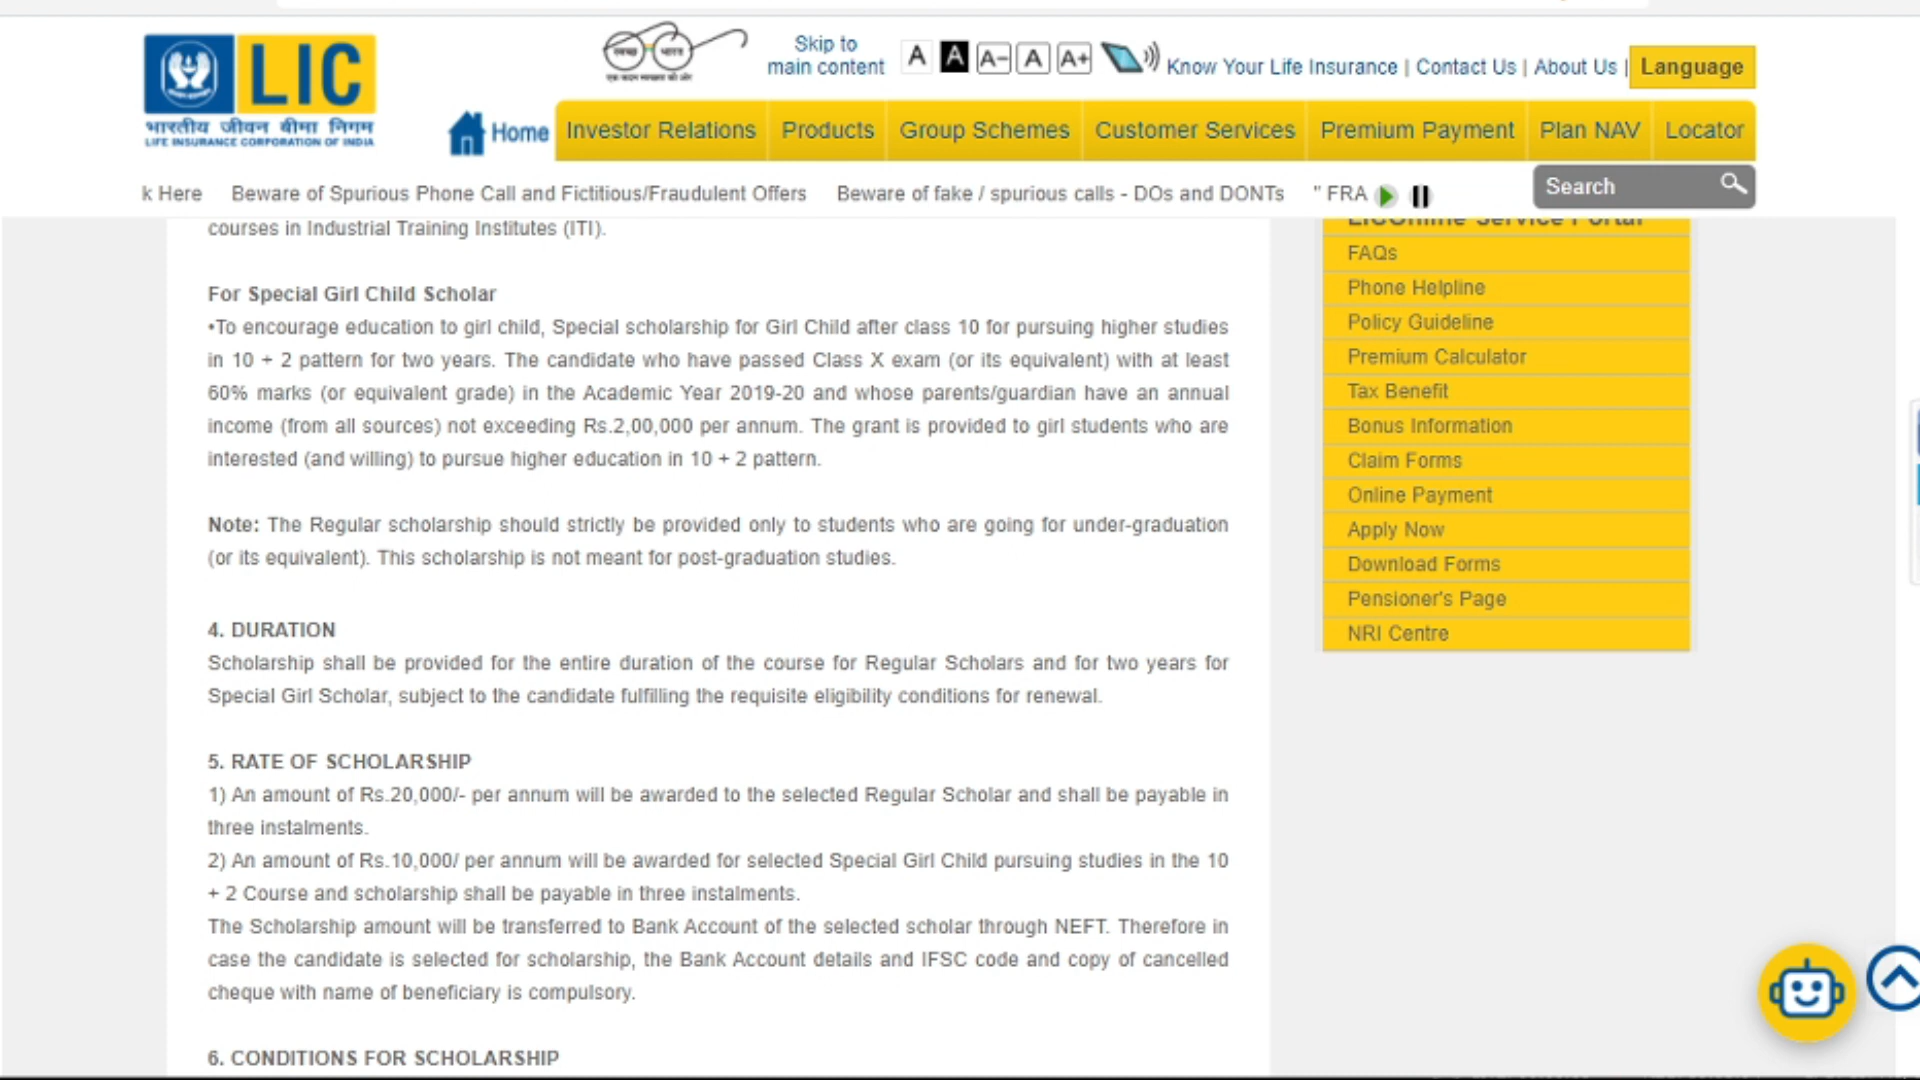 स्वच्छ भारत
एक कदम स्वच्छता की ओर
Skip to
main content
A A A- A A+
Know Your Life Insurance | Contact Us | About Us | Language
LIC
भारतीय जीवन बीमा निगम
LIFE INSURANCE CORPORATION OF INDIA
Home Investor Relations Products Group Schemes Customer Services Premium Payment Plan NAV Locator
k Here Beware of Spurious Phone Call and Fictitious/Fraudulent Offers Beware of fake / spurious calls - DOs and DONTs " FRA
Search
courses in Industrial Training Institutes (ITI).
For Special Girl Child Scholar
•To encourage education to girl child, Special scholarship for Girl Child after class 10 for pursuing higher studies
in 10 + 2 pattern for two years. The candidate who have passed Class X exam (or its equivalent) with at least
60% marks (or equivalent grade) in the Academic Year 2019-20 and whose parents/guardian have an annual
income (from all sources) not exceeding Rs.2,00,000 per annum. The grant is provided to girl students who are
interested (and willing) to pursue higher education in 10 + 2 pattern.
Note: The Regular scholarship should strictly be provided only to students who are going for under-graduation
(or its equivalent). This scholarship is not meant for post-graduation studies.
4. DURATION
Scholarship shall be provided for the entire duration of the course for Regular Scholars and for two years for
Special Girl Scholar, subject to the candidate fulfilling the requisite eligibility conditions for renewal.
5. RATE OF SCHOLARSHIP
1) An amount of Rs.20,000/- per annum will be awarded to the selected Regular Scholar and shall be payable in
three instalments.
2) An amount of Rs.10,000/ per annum will be awarded for selected Special Girl Child pursuing studies in the 10
+ 2 Course and scholarship shall be payable in three instalments.
The Scholarship amount will be transferred to Bank Account of the selected scholar through NEFT. Therefore in
case the candidate is selected for scholarship, the Bank Account details and IFSC code and copy of cancelled
cheque with name of beneficiary is compulsory.
6. CONDITIONS FOR SCHOLARSHIP
LICOnline Service Portal
FAQs
Phone Helpline
Policy Guideline
Premium Calculator
Tax Benefit
Bonus Information
Claim Forms
Online Payment
Apply Now
Download Forms
Pensioner's Page
NRI Centre